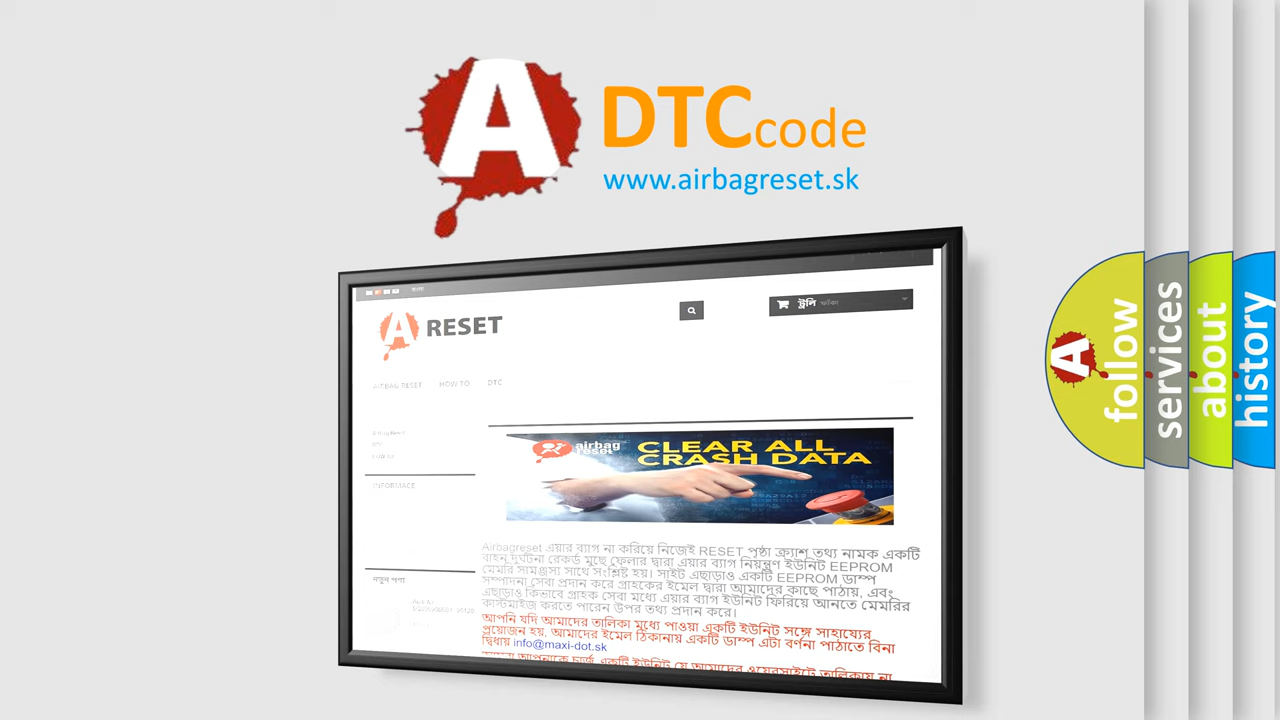 A DTCcode
www.airbagreset.sk
বাংলা
A RESET
ট্রলি ফাঁকা
AIRBAG RESET HOW TO DTC
INFORMACE
airbag reset
CLEAR ALL
CRASH DATA
Airbagreset এয়ার ব্যাগ না করিয়ে নিজেই RESET পৃষ্ঠা ক্র্যাশ তথ্য নামক একটি
বাহন দুর্ঘটনা রেকর্ড মুছে ফেলার দ্বারা এয়ার ব্যাগ নিয়ন্ত্রণ ইউনিট EEPROM
মেমরি সামঞ্জস্য সাথে সংশ্লিষ্ট হয়। সাইট এছাড়াও একটি EEPROM ডাম্প
সম্পাদনা সেবা প্রদান করে গ্রাহকের ইমেল দ্বারা আমাদের কাছে পাঠায়, এবং
এছাড়াও কিভাবে গ্রাহক সেবা মধ্যে এয়ার ব্যাগ ইউনিট ফিরিয়ে আনতে মেমরির
কাস্টমাইজ করতে পারেন উপর তথ্য প্রদান করে।
নতুন পণ্য
আপনি যদি আমাদের তালিকা মধ্যে পাওয়া একটি ইউনিট সঙ্গে সাহায্যের
প্রয়োজন হয়, আমাদের ইমেল ঠিকানায় একটি ডাম্প এটা বর্ণনা পাঠাতে বিনা
দ্বিধায় info@maxi-dot.sk
A follow
services
about
history